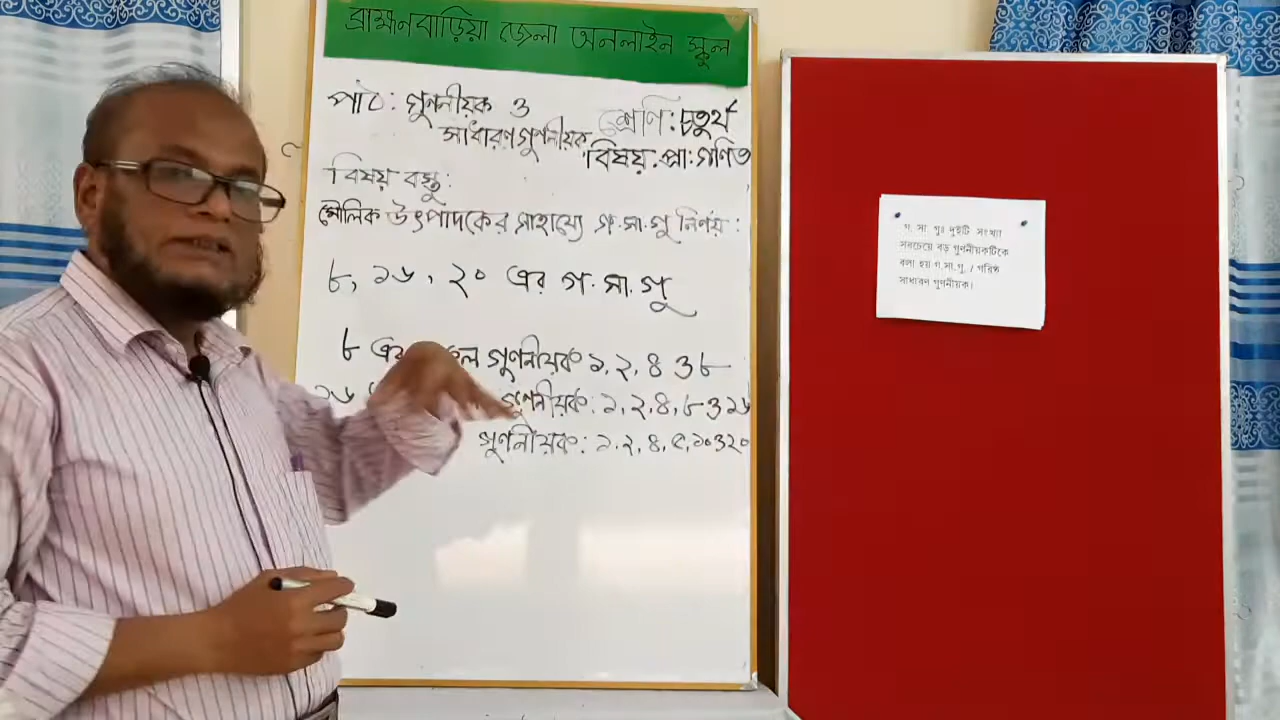 ব্রাহ্মনবাড়িয়া জেলা অনলাইন স্কুল
পাঠ: গুণনীয়ক ও
সাধারণ গুণনীয়ক
শ্রেণি: চতুর্থ
বিষয়: প্রা: গণিত
বিষয় বস্তু:
মৌলিক উৎপাদকের সাহায্যে গ.সা.গু নির্ণয়:
৮, ১৬, ২০ এর গ.সা.গু
৮ এর গুণনীয়ক ১, ২, ৪ ও ৮
১৬ গুণনীয়ক: ১, ২, ৪, ৮ ও ১৬
গুণনীয়ক: ১, ২, ৪, ৫, ১০ ও ২০
গ. সা. গুঃ দুইটি সংখ্যা
সবচেয়ে বড় গুণনীয়কটিকে
বলা হয় গ.সা.গু. / গরিষ্ঠ
সাধারণ গুণনীয়ক।